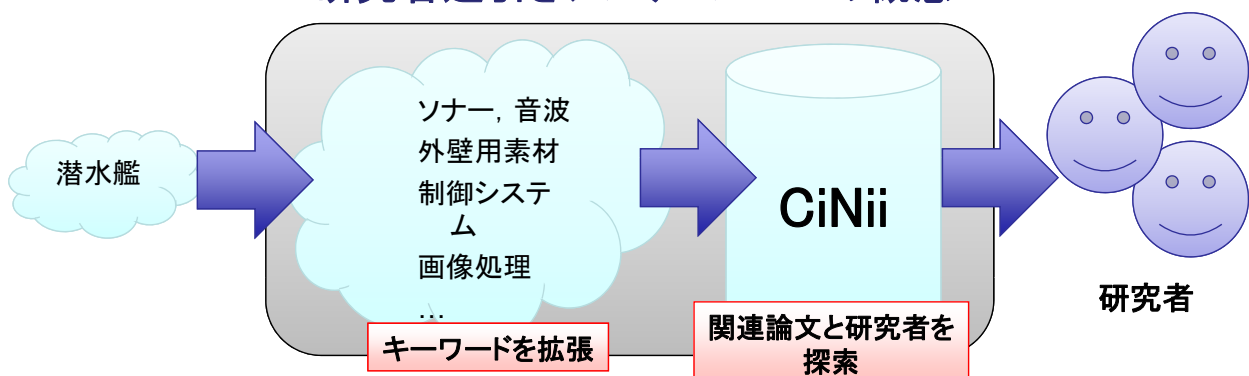 潜水艦
ソナー，音波
外壁用素材
制御システ
ム
画像処理
…
キーワードを拡張
CiNii
関連論文と研究者を
探索
研究者